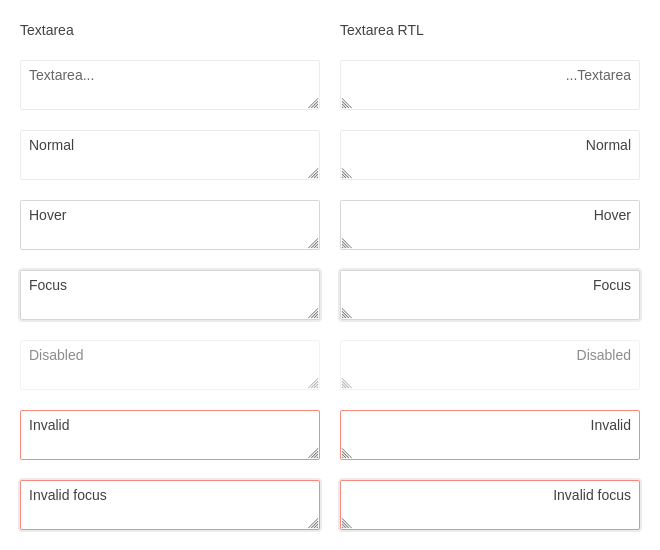 Textarea
Textarea RTL
Textarea...
...Textarea
Normal
Normal
Hover
Hover
Focus
Focus
Disabled
Disabled
Invalid
Invalid
Invalid focus
Invalid focus